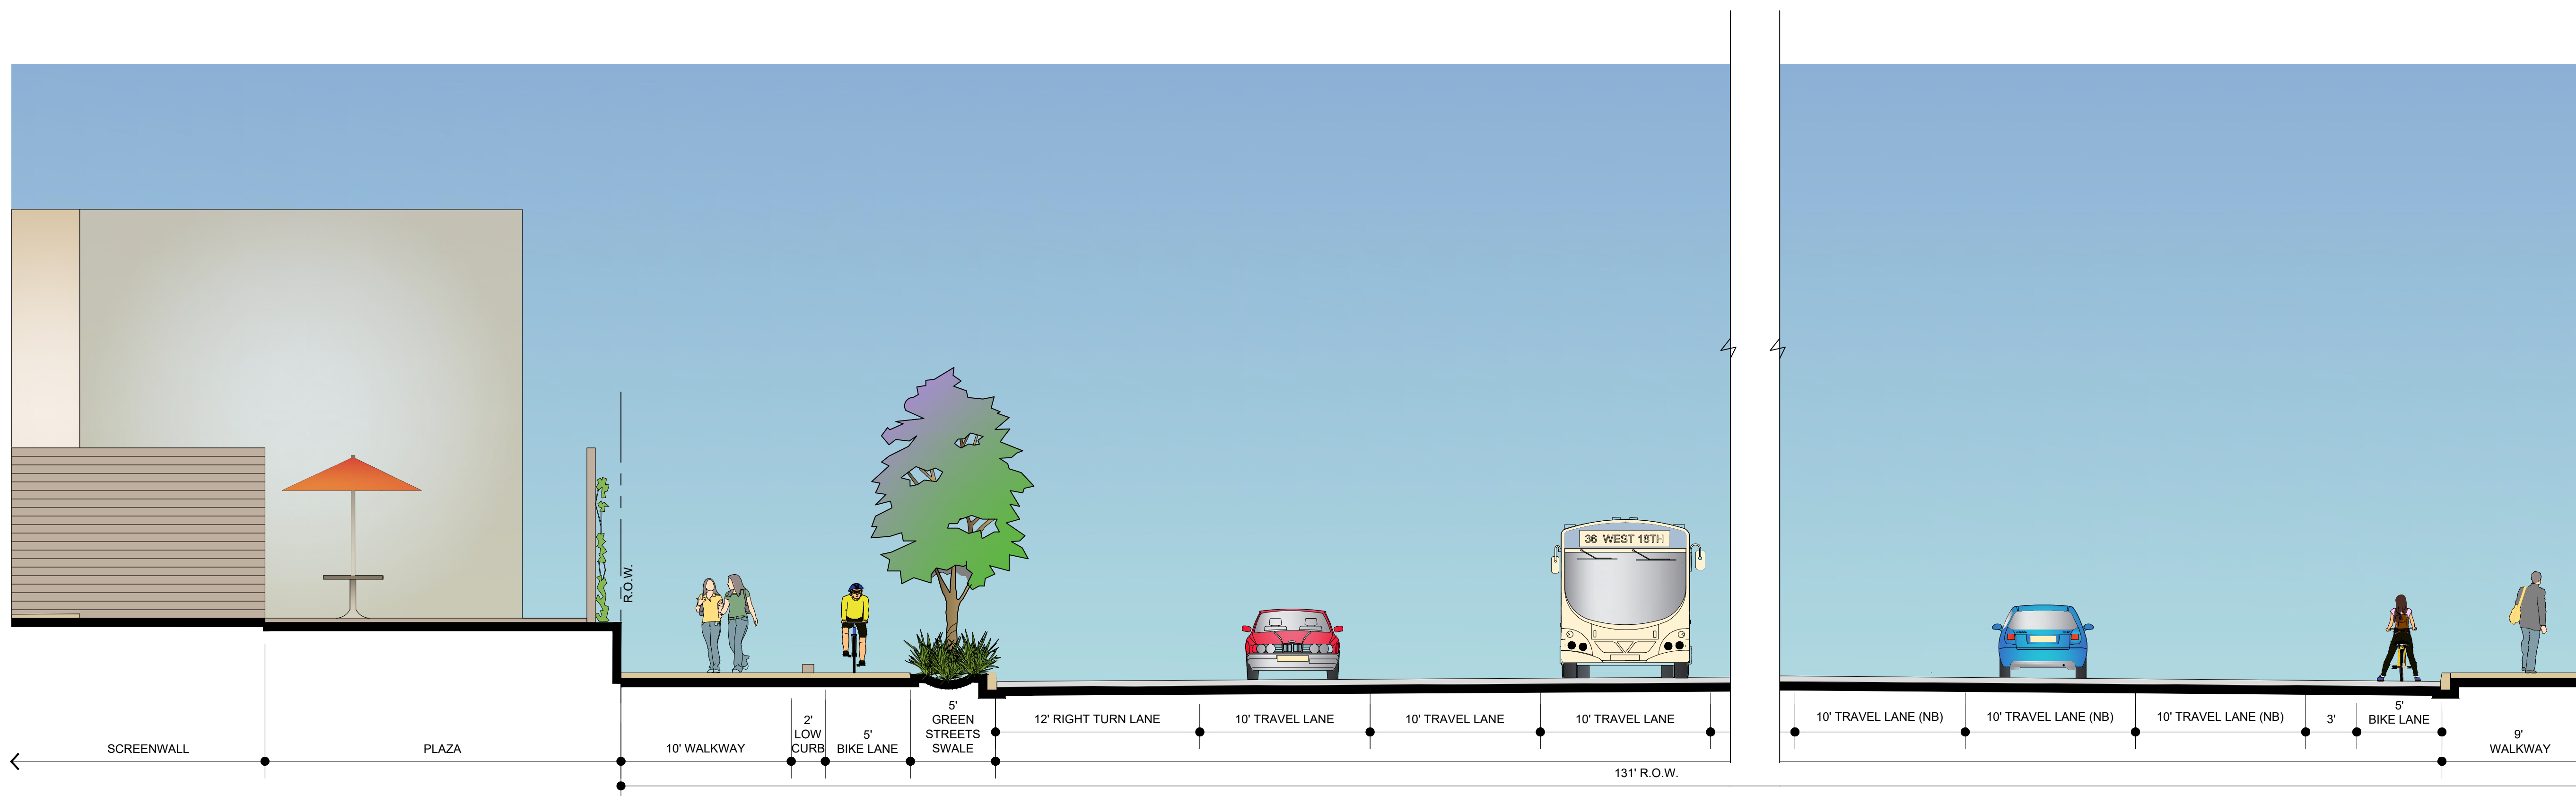 36 WEST 18TH
R.O.W.
SCREENWALL
PLAZA
10' WALKWAY
2'
LOW
CURB
5'
BIKE LANE
5'
GREEN
STREETS
SWALE
12' RIGHT TURN LANE
10' TRAVEL LANE
10' TRAVEL LANE
10' TRAVEL LANE
10' TRAVEL LANE (NB)
10' TRAVEL LANE (NB)
10' TRAVEL LANE (NB)
3'
5'
BIKE LANE
9'
WALKWAY
131' R.O.W.